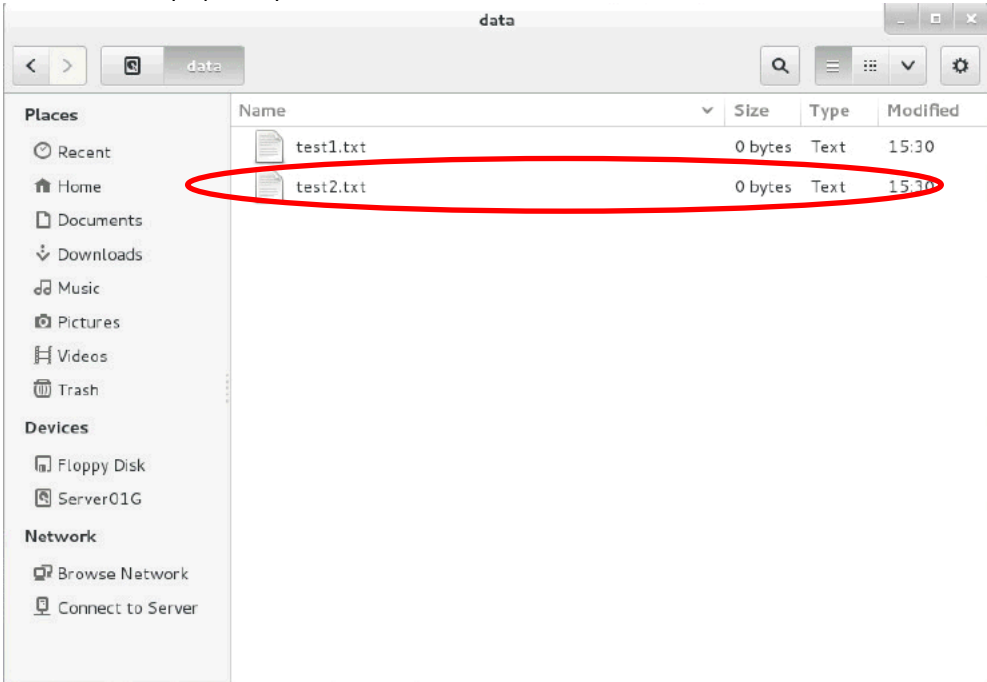 data
data
Places
Name Size Type Modified
Recent
test1.txt 0 bytes Text 15:30
Home
test2.txt 0 bytes Text 15:30
Documents
Downloads
Music
Pictures
Videos
Trash
Devices
Floppy Disk
Server01G
Network
Browse Network
Connect to Server